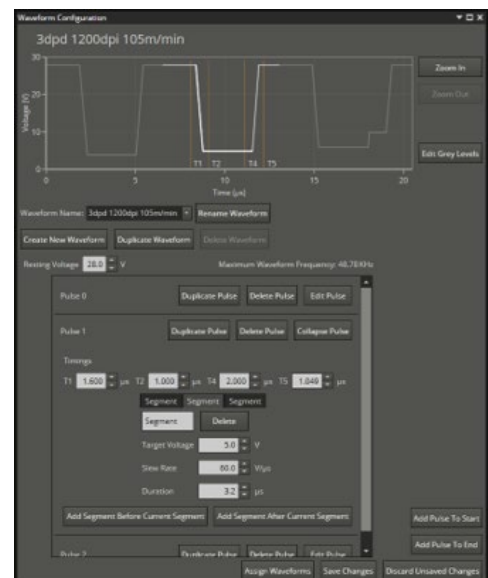 Waveform Configuration
3dpd 1200dpi 105m/min
30
20
10
0
Voltage [V]
T1 T2 T4 T5
0 5 10 15 20
Time [µs]
Zoom In
Zoom Out
Edit Grey Levels
Waveform Name: 3dpd 1200dpi 105m/min Rename Waveform
Create New Waveform Duplicate Waveform Delete Waveform
Resting Voltage 28.0 V Maximum Waveform Frequency: 48.78KHz
Pulse 0 Duplicate Pulse Delete Pulse Edit Pulse
Pulse 1 Duplicate Pulse Delete Pulse Collapse Pulse
Timings
T1 1.600 µs T2 1.000 µs T4 2.000 µs T5 1.049 µs
Segment Segment Segment
Segment Delete
Target Voltage 5.0 V
Slew Rate 60.0 V/µs
Duration 3.2 µs
Add Segment Before Current Segment Add Segment After Current Segment
Pulse 2 Duplicate Pulse Delete Pulse Edit Pulse
Add Pulse To Start
Add Pulse To End
Assign Waveforms Save Changes Discard Unsaved Changes